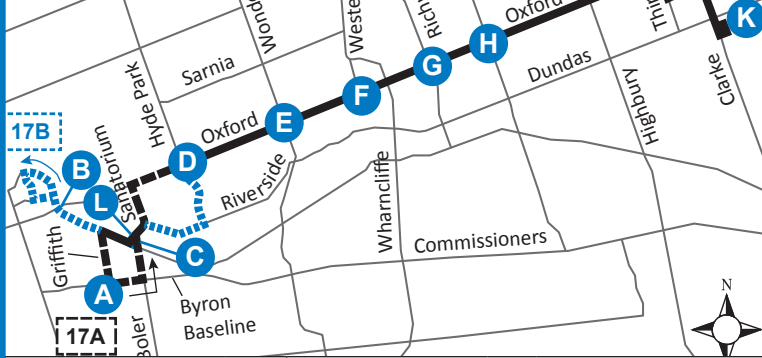 Wonde
Weste
Rich
Oxford
Thi
K
H
G
Sarnia
Dundas
Hyde Park
F
Clarke
Highbury
E
Oxford
17B
Sanatorium
D
B
Riverside
L
Wharncliffe
Commissioners
Griffith
C
A
Byron
Baseline
N
17A
Boler